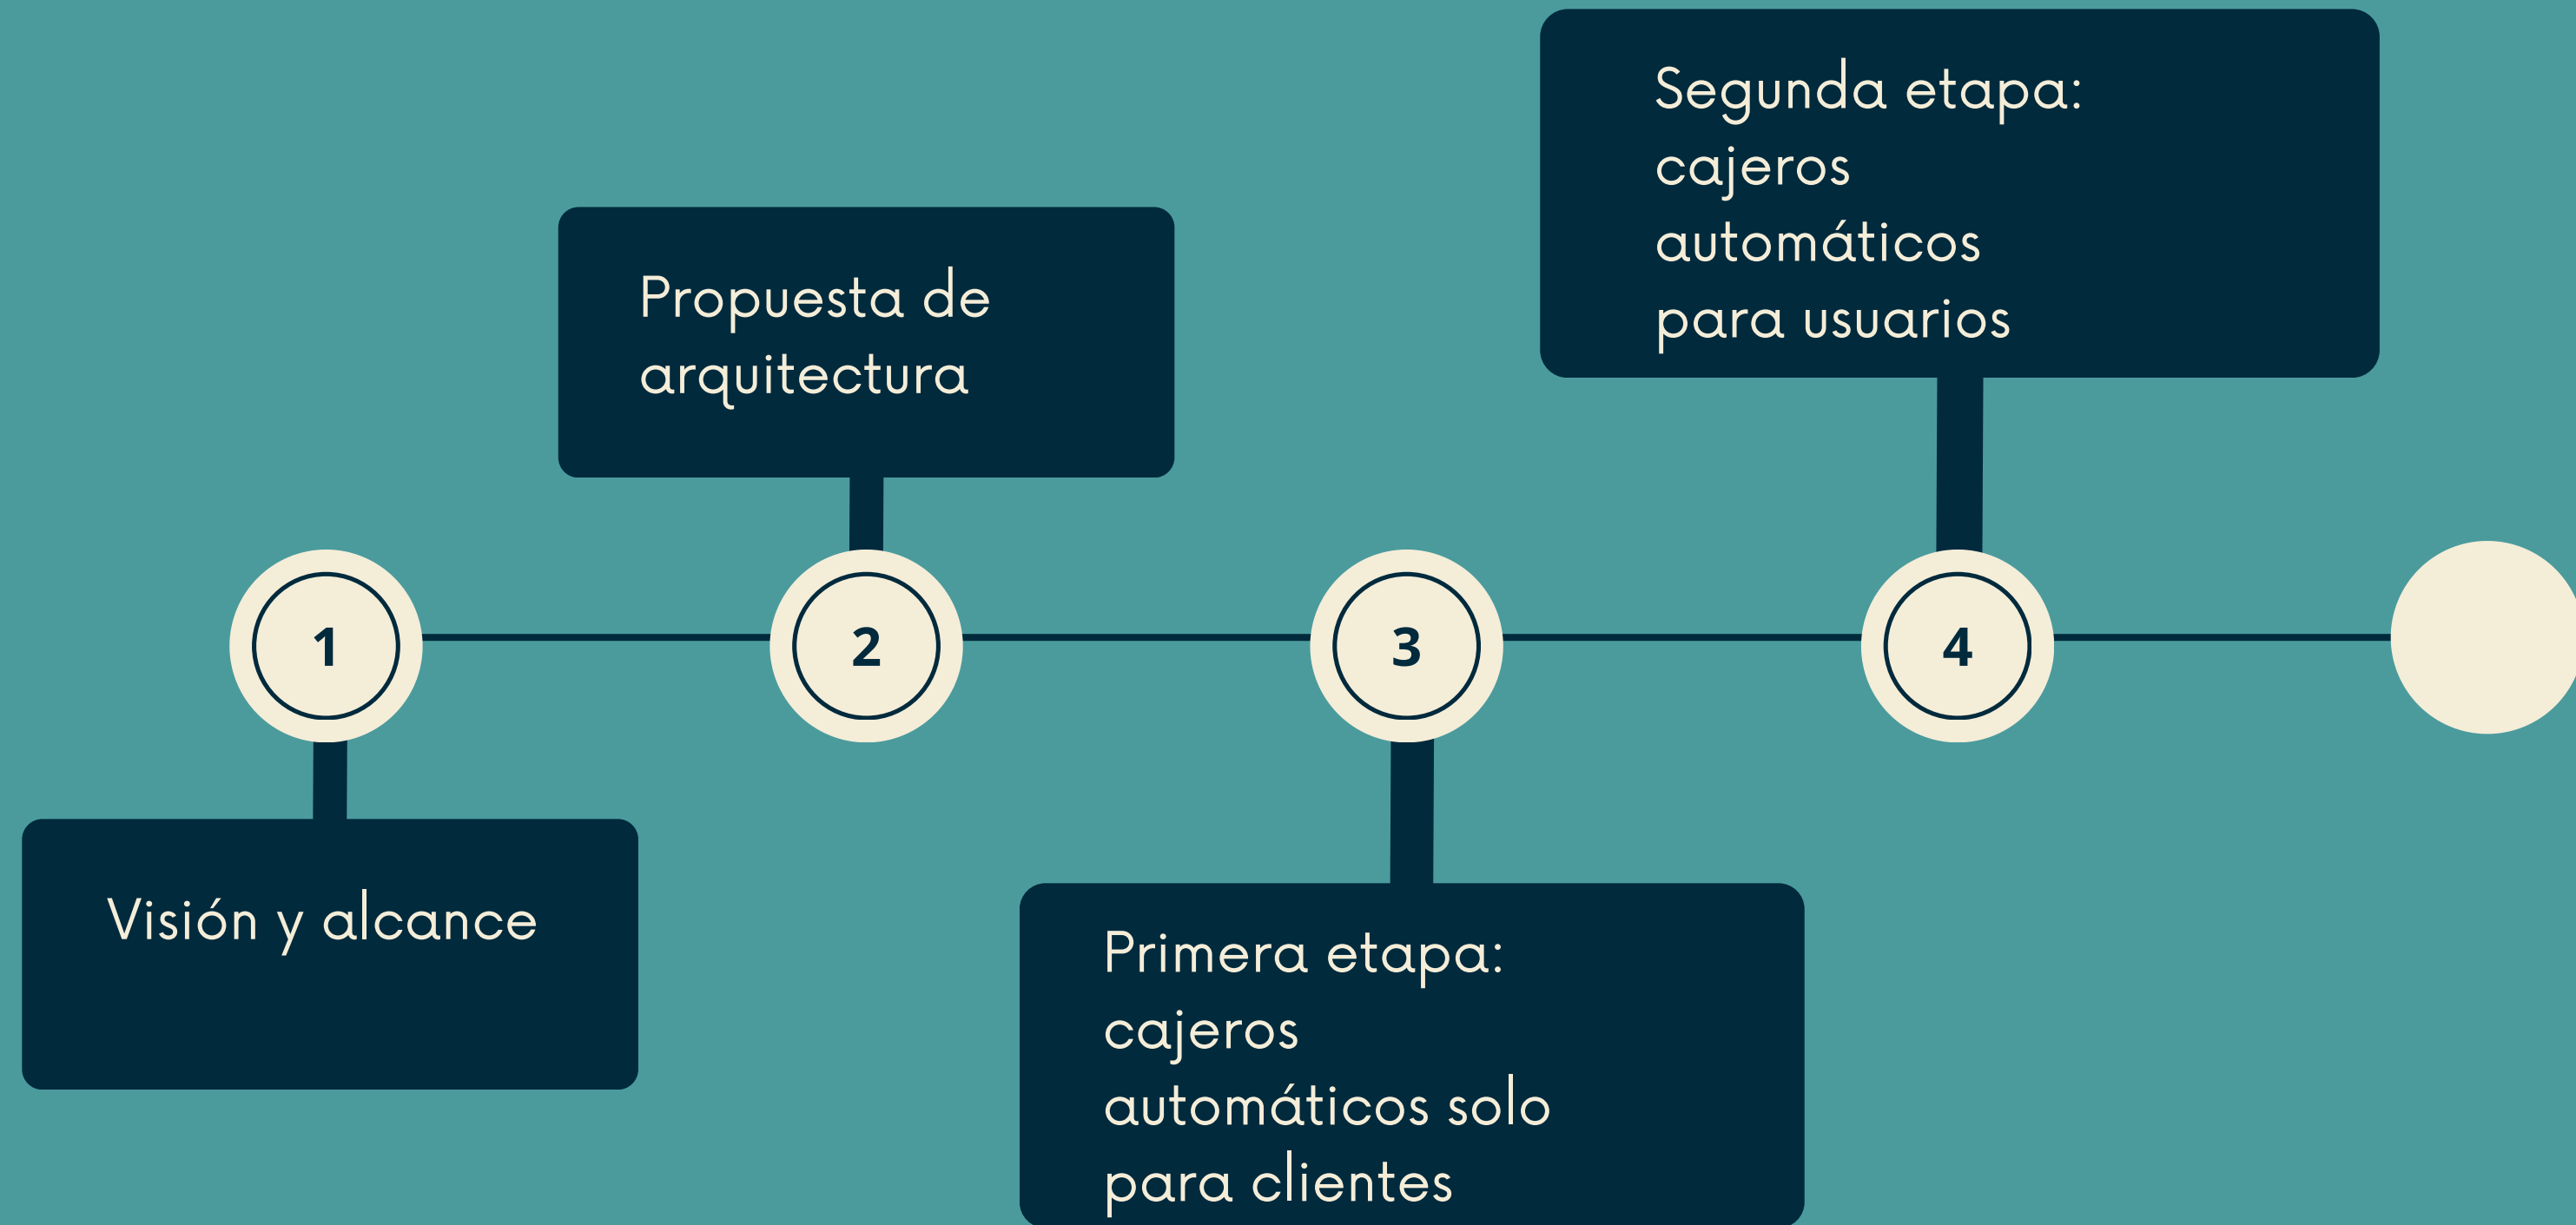 1
Visión y alcance
2
Propuesta de
arquitectura
3
Primera etapa:
cajeros
automáticos solo
para clientes
4
Segunda etapa:
cajeros
automáticos
para usuarios